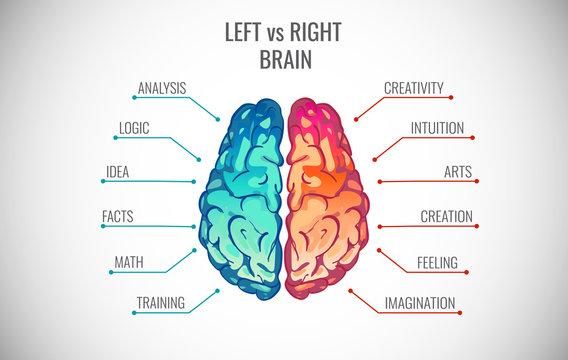 LEFT vs RIGHT
BRAIN
ANALYSIS
LOGIC
IDEA
FACTS
MATH
TRAINING
CREATIVITY
INTUITION
ARTS
CREATION
FEELING
IMAGINATION